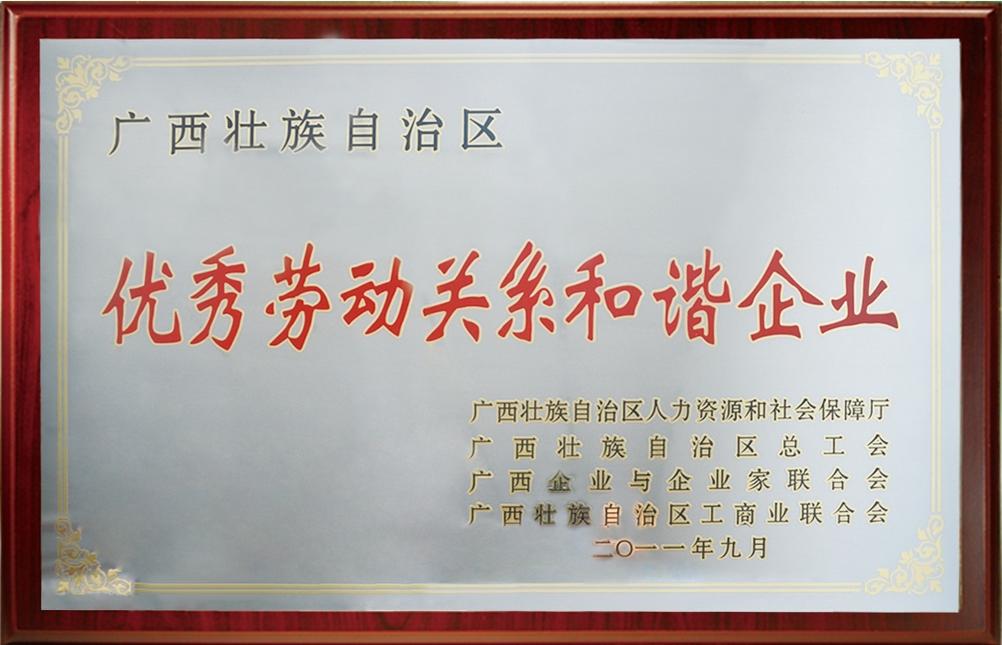 广西壮族自治区
优秀劳动关系和谐企业
广西壮族自治区人力资源和社会保障厅
广西壮族自治区总工会
广西企业与企业家联合会
广西壮族自治区工商业联合会
二〇一一年九月